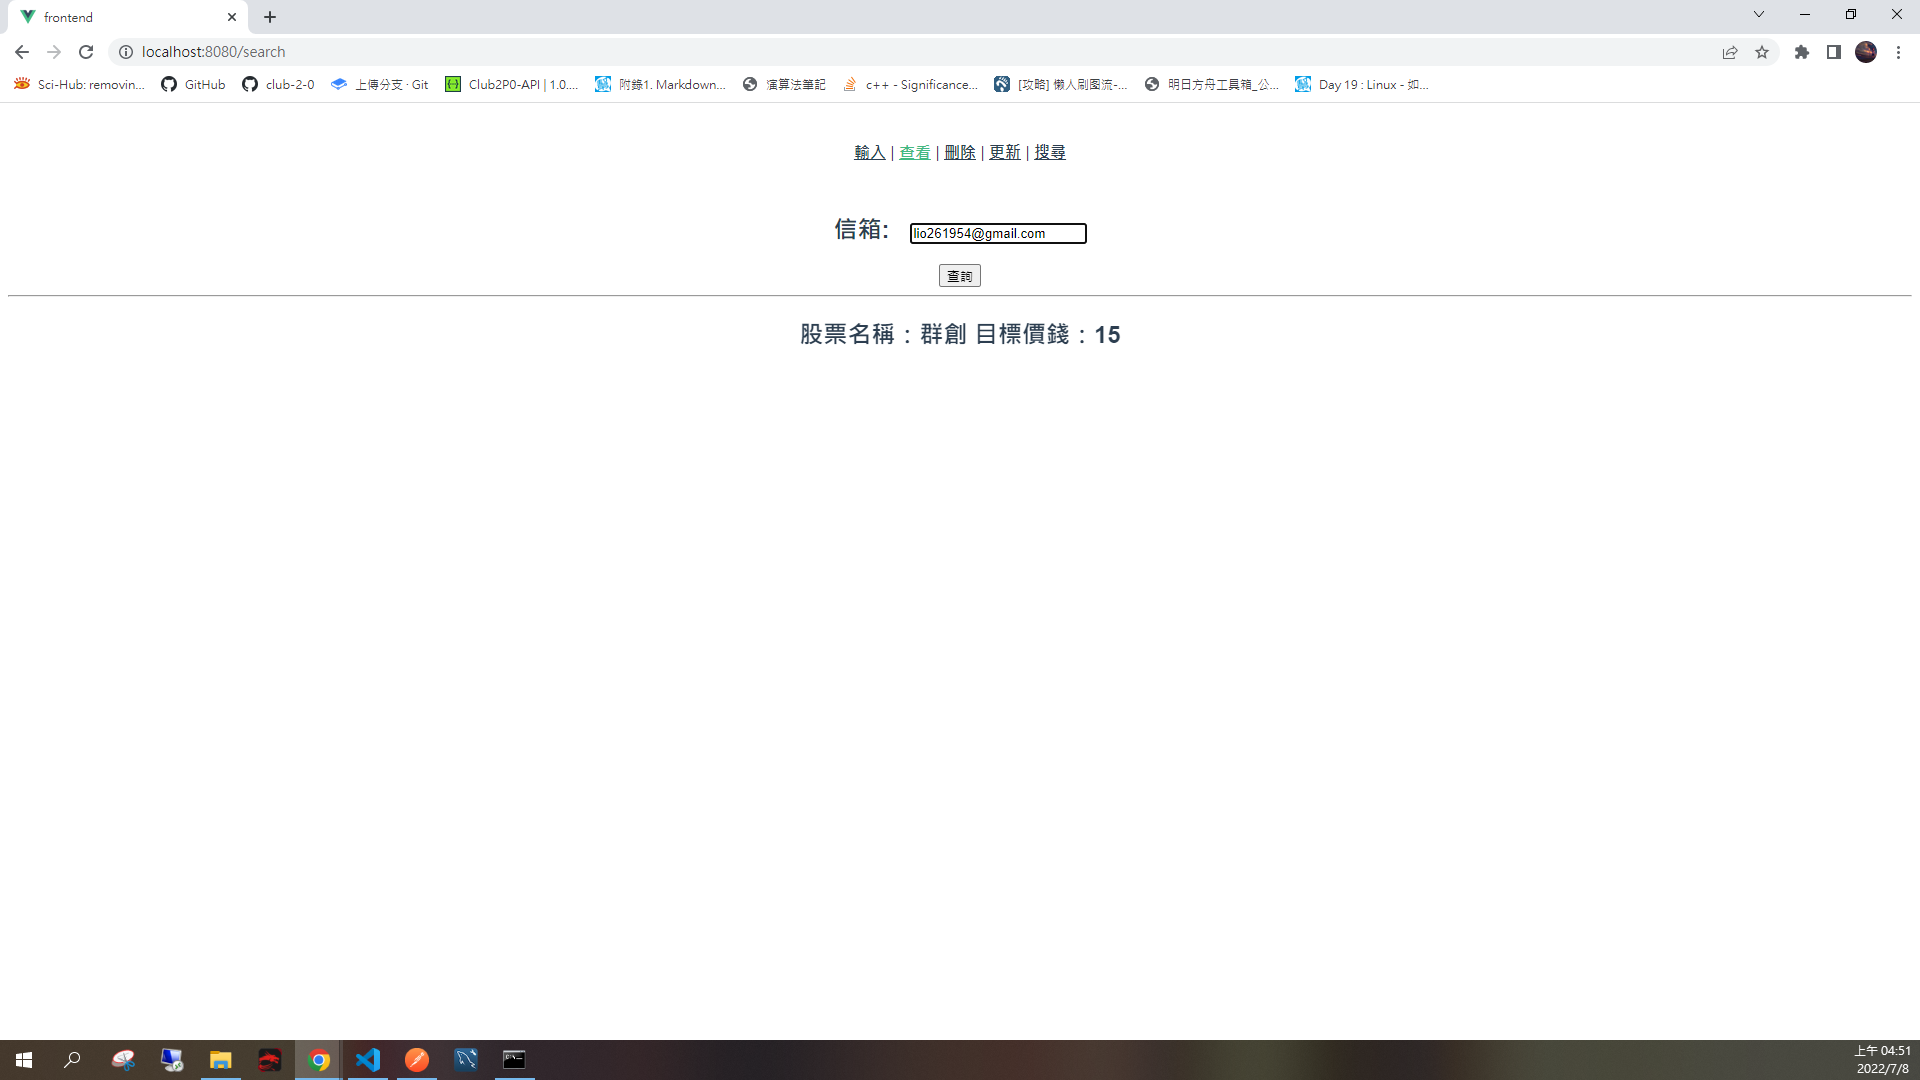 frontend
localhost:8080/search
Sci-Hub: removin...
GitHub
club-2-0
上傳分支 · Git
Club2P0-API | 1.0....
附錄1. Markdown...
演算法筆記
c++ - Significance...
[攻略] 懒人刷图流-...
明日方舟工具箱_公...
Day 19 : Linux - 如...
輸入 | 查看 | 刪除 | 更新 | 搜尋
信箱: lio261954@gmail.com
查詢
股票名稱：群創 目標價錢：15
上午 04:51
2022/7/8